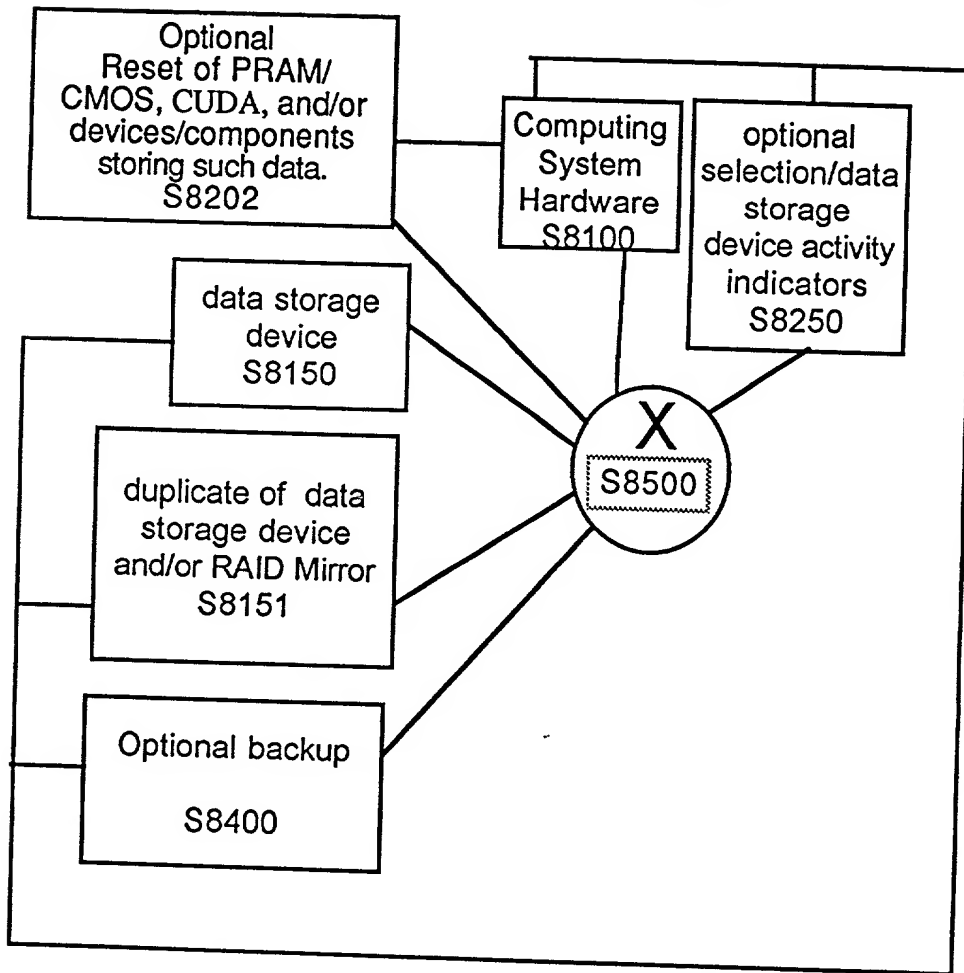 Optional
Reset of PRAM/
CMOS, CUDA, and/or
devices/components
storing such data.
S8202
Computing
System
Hardware
S8100
optional
selection/data
storage
device activity
indicators
S8250
data storage
device
S8150
X
S8500
duplicate of data
storage device
and/or RAID Mirror
S8151
Optional backup
S8400